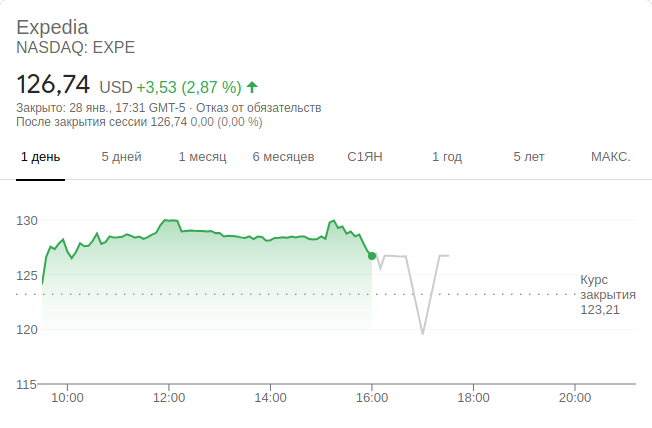 Expedia
NASDAQ: EXPE
126,74 USD +3,53 (2,87 %)
Закрыто: 28 янв., 17:31 GMT-5 · Отказ от обязательств
После закрытия сессии 126,74 0,00 (0,00 %)
1 день 5 дней 1 месяц 6 месяцев С1ЯН 1 год 5 лет МАКС.
130
125
Курс
закрытия
123,21
120
115
10:00 12:00 14:00 16:00 18:00 20:00